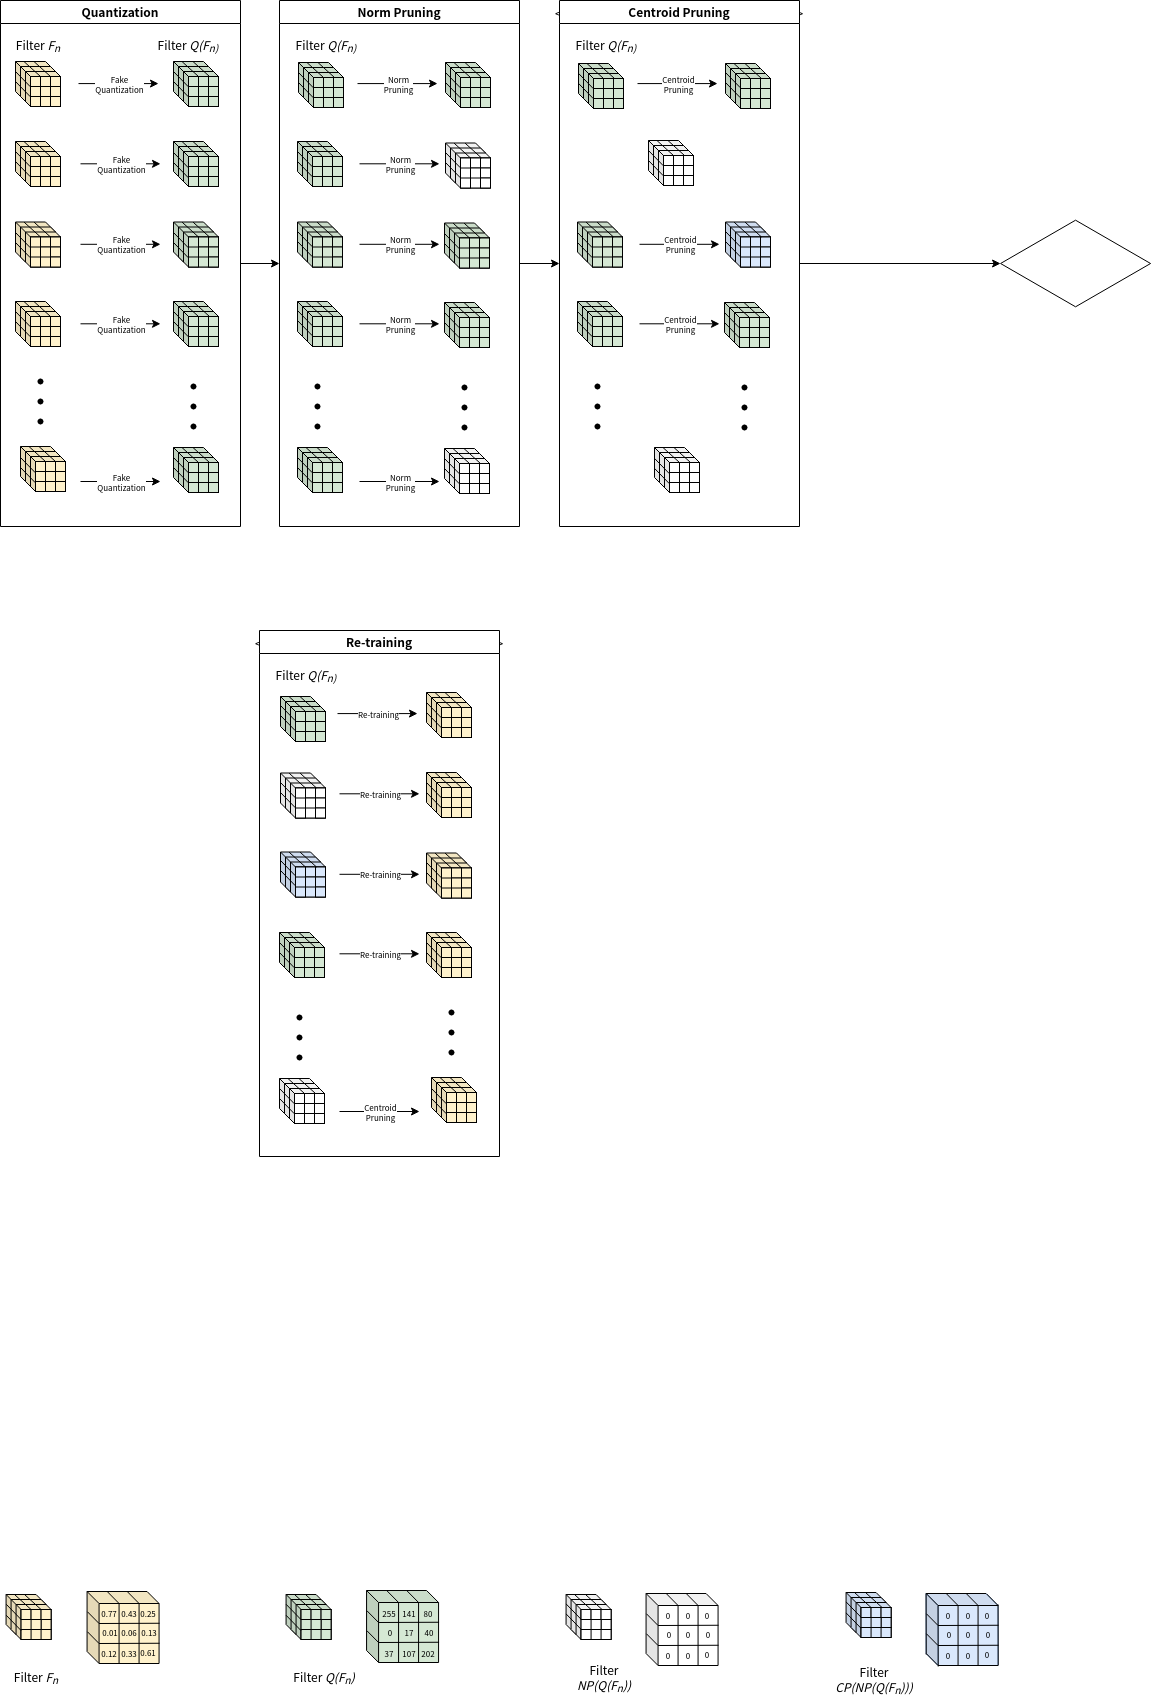 Quantization
Filter Fn
Filter Q(Fn)
Fake
Quantization
Fake
Quantization
Fake
Quantization
Fake
Quantization
Fake
Quantization
Norm Pruning
Filter Q(Fn)
Norm
Pruning
Norm
Pruning
Norm
Pruning
Norm
Pruning
Norm
Pruning
Centroid Pruning
Filter Q(Fn)
Centroid
Pruning
Centroid
Pruning
Centroid
Pruning
Re-training
Filter Q(Fn)
Re-training
Re-training
Re-training
Re-training
Centroid
Pruning
0.77 0.43 0.25
0.01 0.06 0.13
0.12 0.33 0.61
Filter Fn
255 141 80
0 17 40
37 107 202
Filter Q(Fn)
0 0 0
0 0 0
0 0 0
Filter
NP(Q(Fn))
0 0 0
0 0 0
0 0 0
Filter
CP(NP(Q(Fn)))